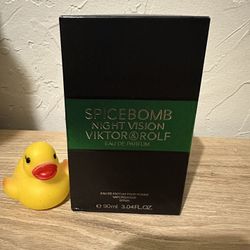 SPICEBOMB
NIGHT VISION
VIKTOR&ROLF
EAU DE PARFUM
EAU DE PARFUM POUR HOMME
VAPORISATEUR
SPRAY
℮ 90ml 3.04FL.OZ.